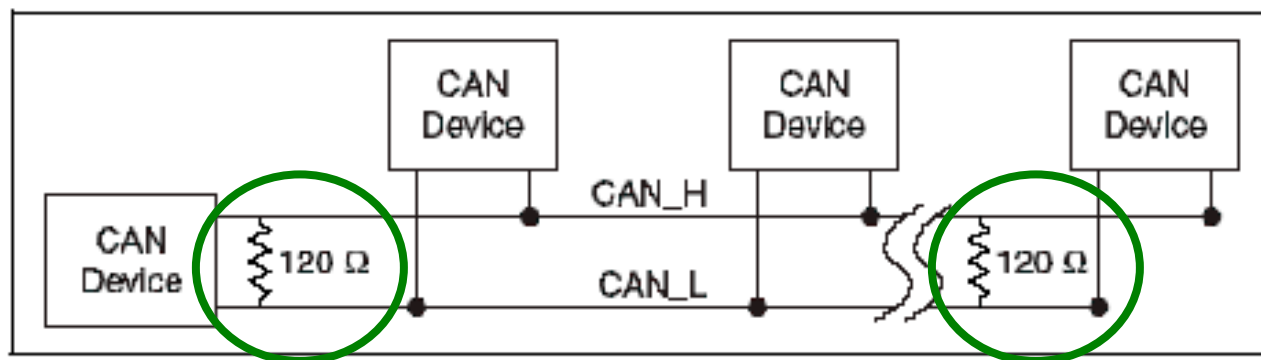 CAN
Device
CAN
Device
CAN
Device
CAN_H
CAN
Device
120 Ω
120 Ω
CAN_L